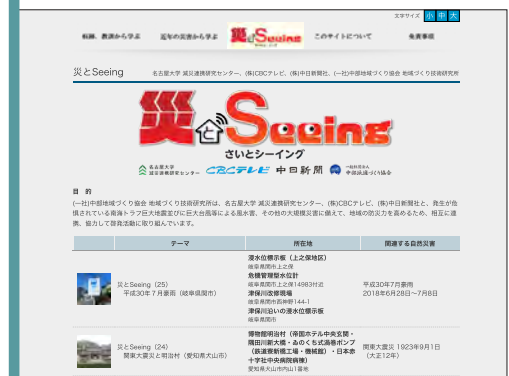 文字サイズ 小 中 大
転跡、教訓から学ぶ 近年の災害から学ぶ 災とSeeing このサイトについて 免責事項
災とSeeing 名古屋大学 減災連携研究センター、(株)CBCテレビ、(株)中日新聞社、(一社)中部地域づくり協会 地域づくり技術研究所
災とSeeing
さいとシーイング
名古屋大学 減災連携研究センター CBCテレビ 中日新聞 一般社団法人 中部地域づくり協会
目 的
(一社)中部地域づくり協会 地域づくり技術研究所は、名古屋大学 減災連携研究センター、(株)CBCテレビ、(株)中日新聞社と、発生が危
惧されている南海トラフ巨大地震並びに巨大台風等による風水害、その他の大規模災害に備えて、地域の防災力を高めるため、相互に連
携、協力して啓発活動に取り組んでいます。
テーマ 所在地 関連する自然災害
災とSeeing（25）
平成30年７月豪雨（岐阜県関市）
浸水位標示板（上之保地区）
岐阜県関市上之保
危機管理型水位計
岐阜県関市上之保14983付近
津保川改修現場
岐阜県関市西神野144-1
津保川沿いの浸水位標示板
岐阜県関市
平成30年7月豪雨
2018年6月28日〜7月8日
災とSeeing（24）
関東大震災と明治村（愛知県犬山市）
博物館明治村（帝国ホテル中央玄関・
隅田川新大橋・ゐのくち式渦巻ポンプ
（鉄道寮新橋工場・機械館）・日本赤
十字社中央病院病棟）
愛知県犬山市内山1番地
関東大震災 1923年9月1日
（大正12年）